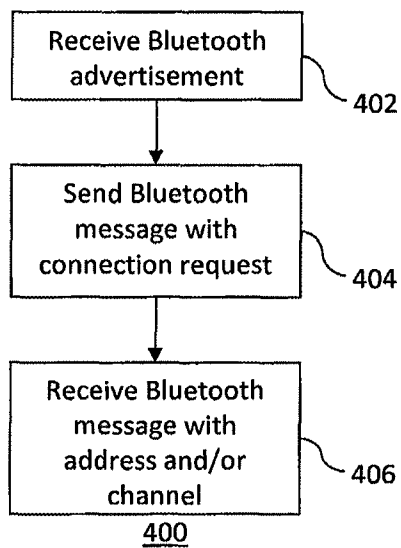 Receive Bluetooth
advertisement
402
Send Bluetooth
message with
connection request
404
Receive Bluetooth
message with
address and/or
channel
406
400